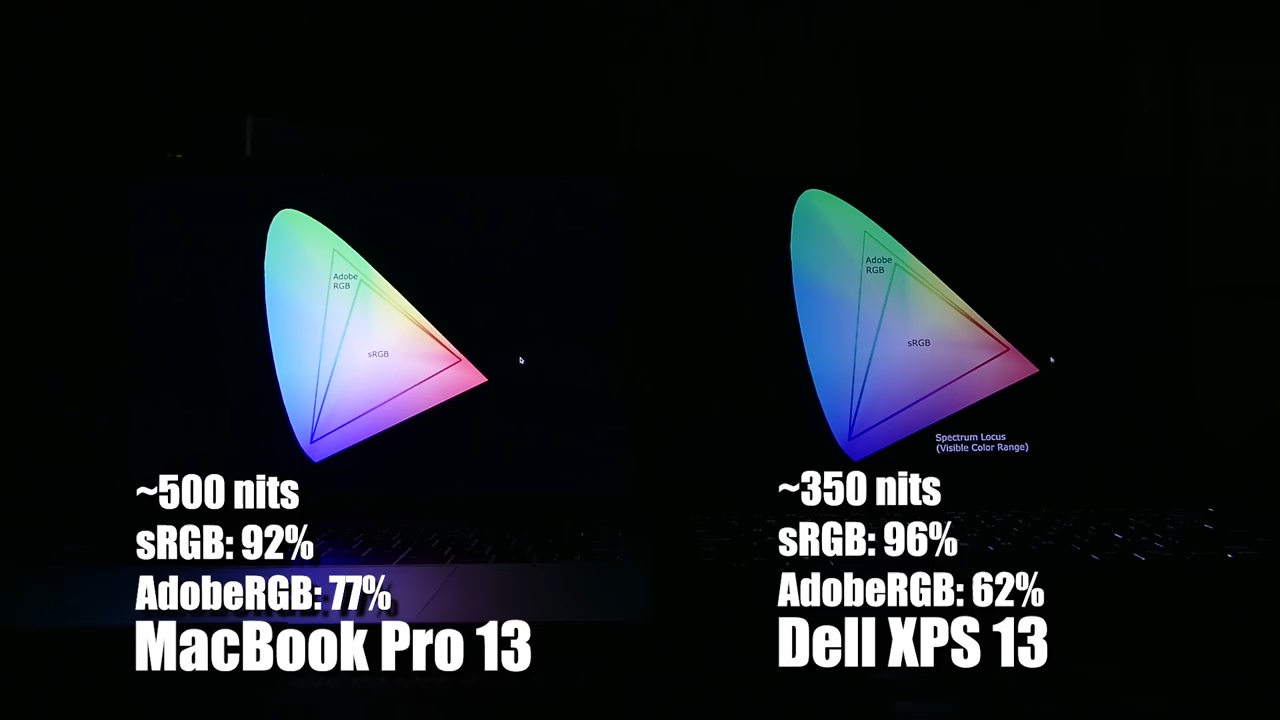 Adobe
RGB
sRGB
~500 nits
sRGB: 92%
AdobeRGB: 77%
MacBook Pro 13
Adobe
RGB
sRGB
Spectrum Locus
(Visible Color Range)
~350 nits
sRGB: 96%
AdobeRGB: 62%
Dell XPS 13